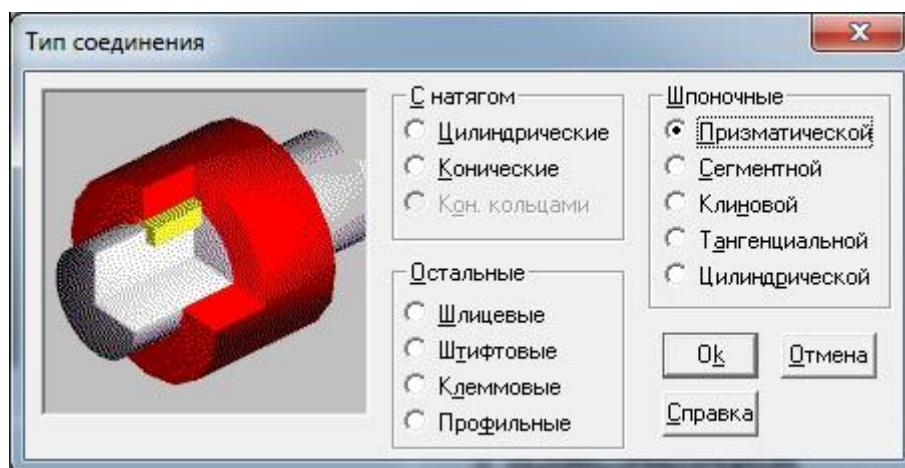 Тип соединения
С натягом
Цилиндрические
Конические
Кон. кольцами
Остальные
Шлицевые
Штифтовые
Клеммовые
Профильные
Шпоночные
Призматической
Сегментной
Клиновой
Тангенциальной
Цилиндрической
Ok
Отмена
Справка